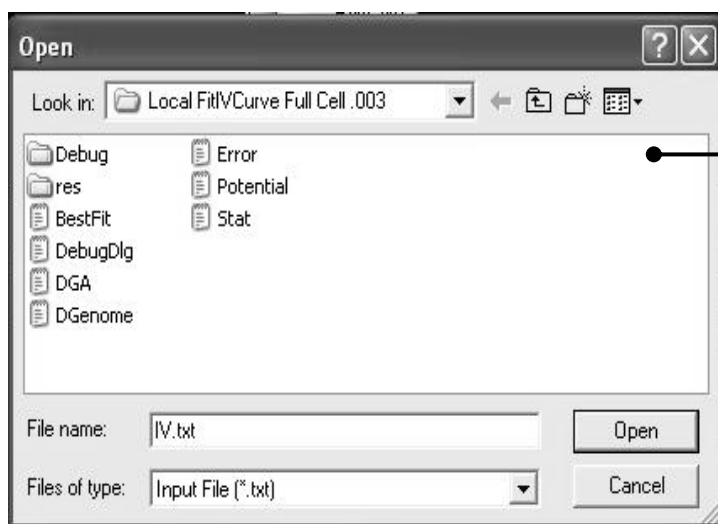 Open
Look in: Local FitIVCurve Full Cell .003
Debug
res
BestFit
DebugDlg
DGA
DGenome
Error
Potential
Stat
File name: IV.txt
Open
Files of type: Input File (*.txt)
Cancel